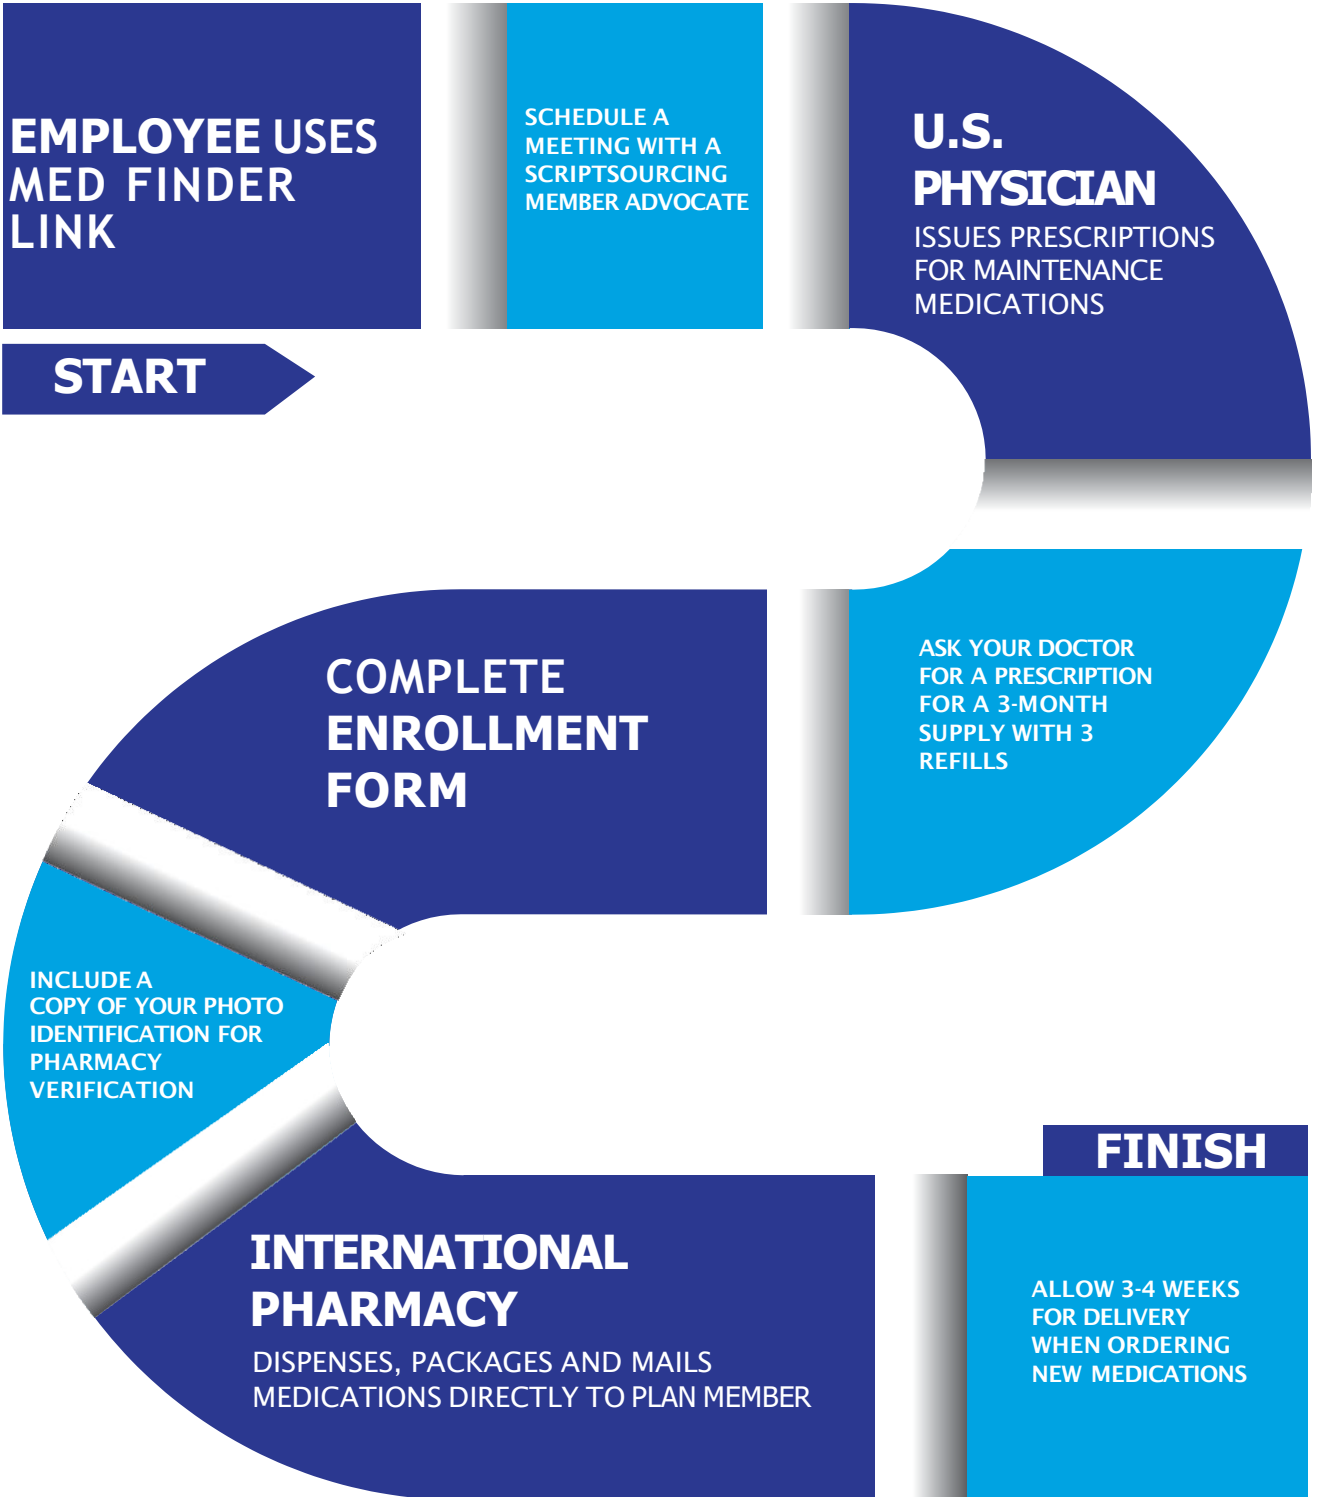 EMPLOYEE USES
MED FINDER
LINK
START
SCHEDULE A
MEETING WITH A
SCRIPTSOURCING
MEMBER ADVOCATE
U.S.
PHYSICIAN
ISSUES PRESCRIPTIONS
FOR MAINTENANCE
MEDICATIONS
ASK YOUR DOCTOR
FOR A PRESCRIPTION
FOR A 3-MONTH
SUPPLY WITH 3
REFILLS
COMPLETE
ENROLLMENT
FORM
INCLUDE A
COPY OF YOUR PHOTO
IDENTIFICATION FOR
PHARMACY
VERIFICATION
INTERNATIONAL
PHARMACY
DISPENSES, PACKAGES AND MAILS
MEDICATIONS DIRECTLY TO PLAN MEMBER
FINISH
ALLOW 3-4 WEEKS
FOR DELIVERY
WHEN ORDERING
NEW MEDICATIONS